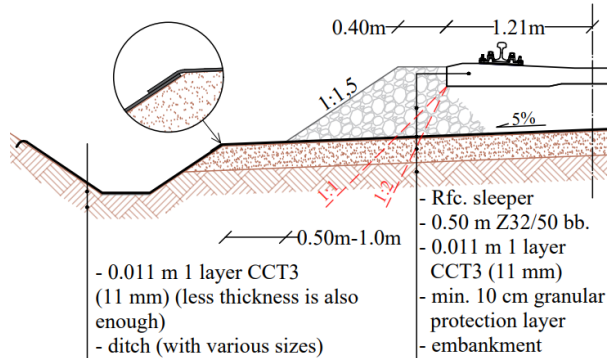 0.40m
1.21m
1:1,5
5%
1:1
1:2
0.50m-1.0m
- Rfc. sleeper
- 0.50 m Z32/50 bb.
- 0.011 m 1 layer
CCT3 (11 mm)
- min. 10 cm granular
protection layer
- embankment
- 0.011 m 1 layer CCT3
(11 mm) (less thickness is also
enough)
- ditch (with various sizes)